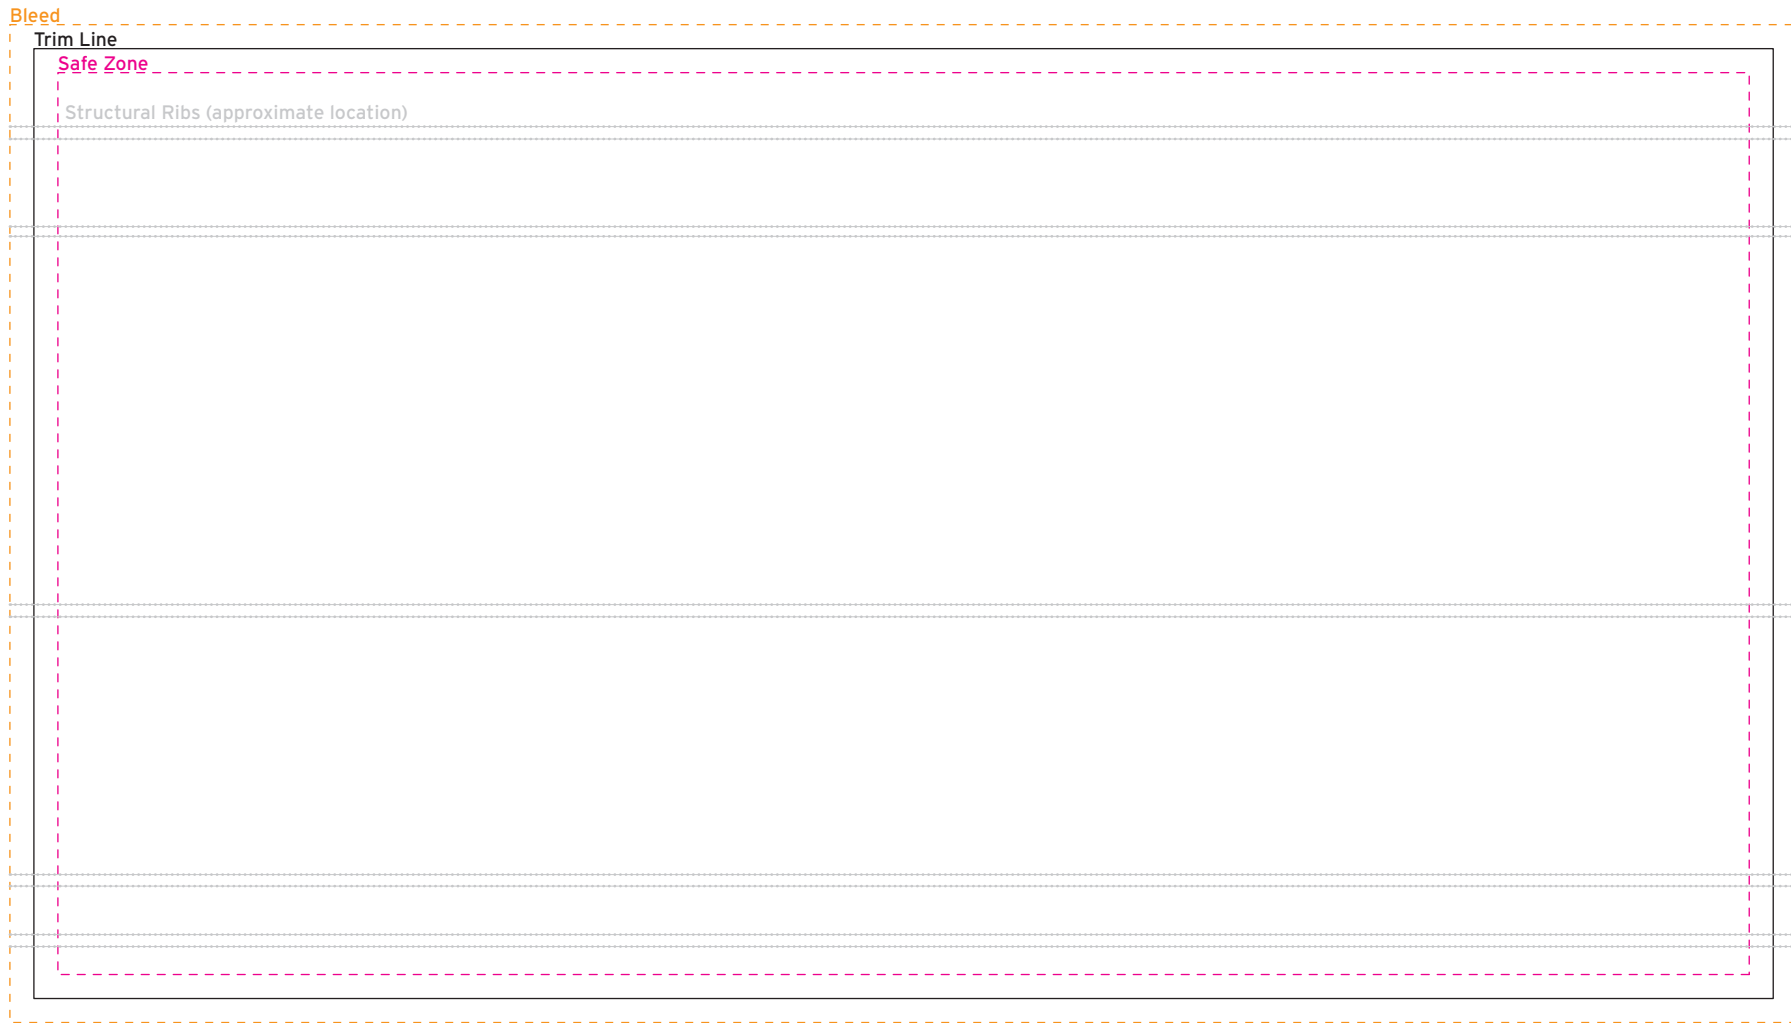 Bleed
Trim Line
Safe Zone
Structural Ribs (approximate location)